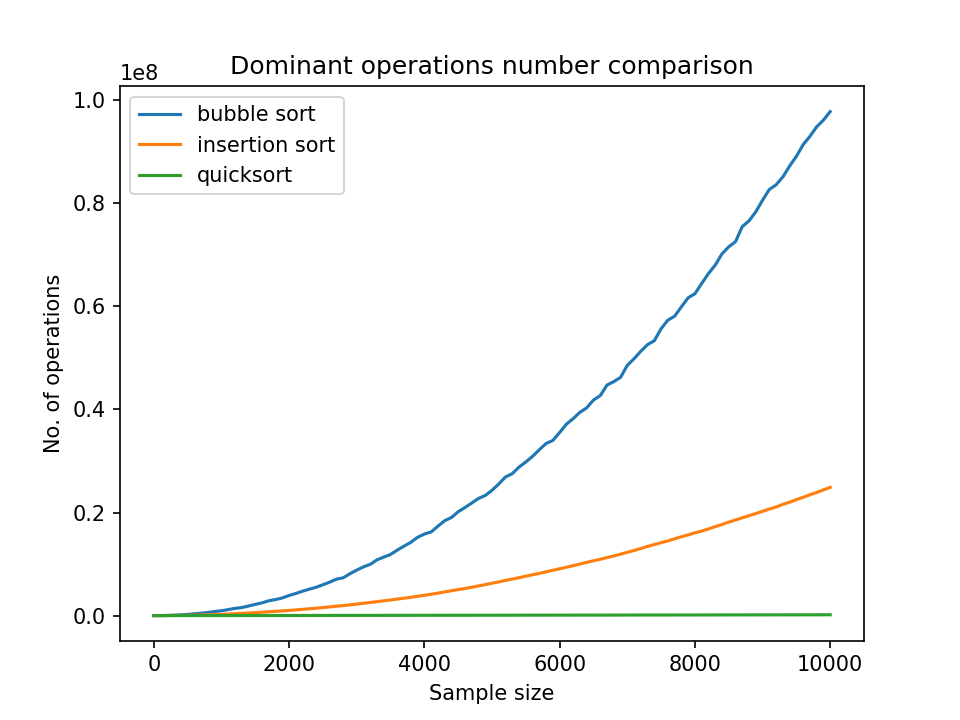 Dominant operations number comparison
1e8
bubble sort
insertion sort
quicksort
1.0
0.8
0.6
0.4
0.2
0.0
No. of operations
0 2000 4000 6000 8000 10000
Sample size